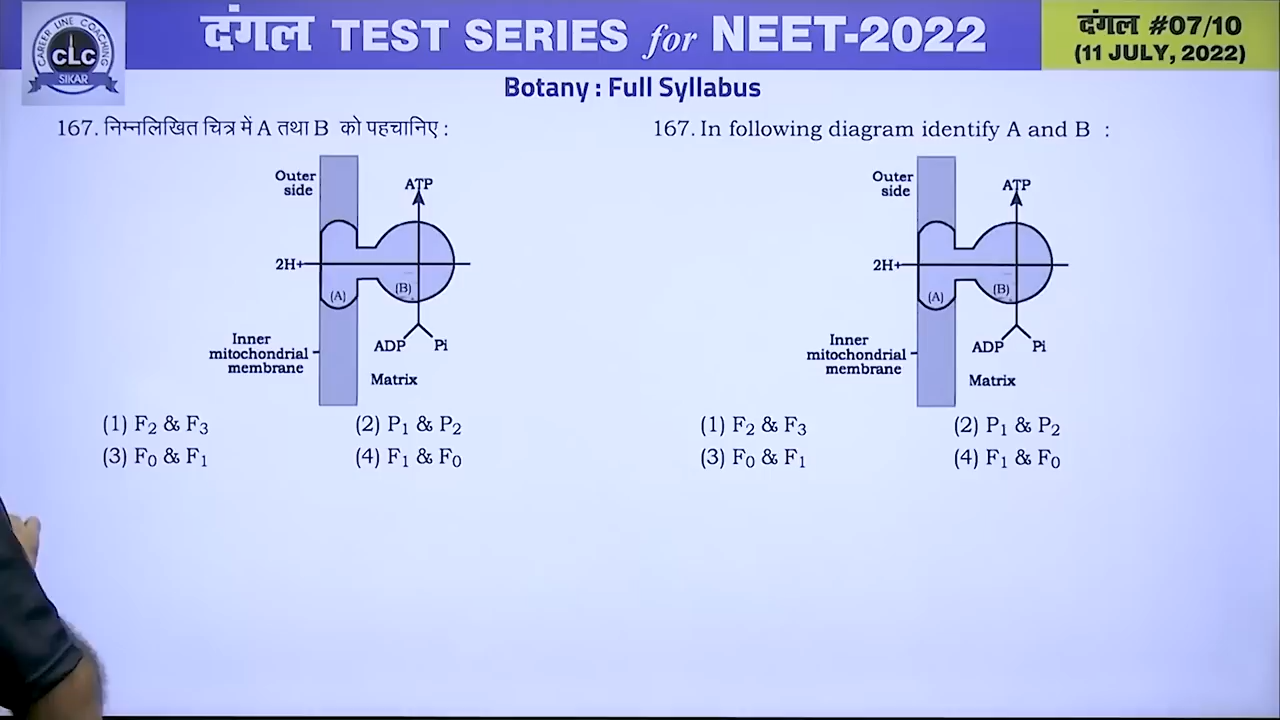 CAREER LINE COACHING
CLC
SIKAR
दंगल TEST SERIES for NEET-2022
दंगल #07/10
(11 JULY, 2022)
Botany : Full Syllabus
167. निम्नलिखित चित्र में A तथा B को पहचानिए :
Outer side
ATP
2H+
(A)
(B)
Inner mitochondrial membrane
ADP
Pi
Matrix
(1) F₂ & F₃
(2) P₁ & P₂
(3) F₀ & F₁
(4) F₁ & F₀
167. In following diagram identify A and B :
Outer side
ATP
2H+
(A)
(B)
Inner mitochondrial membrane
ADP
Pi
Matrix
(1) F₂ & F₃
(2) P₁ & P₂
(3) F₀ & F₁
(4) F₁ & F₀